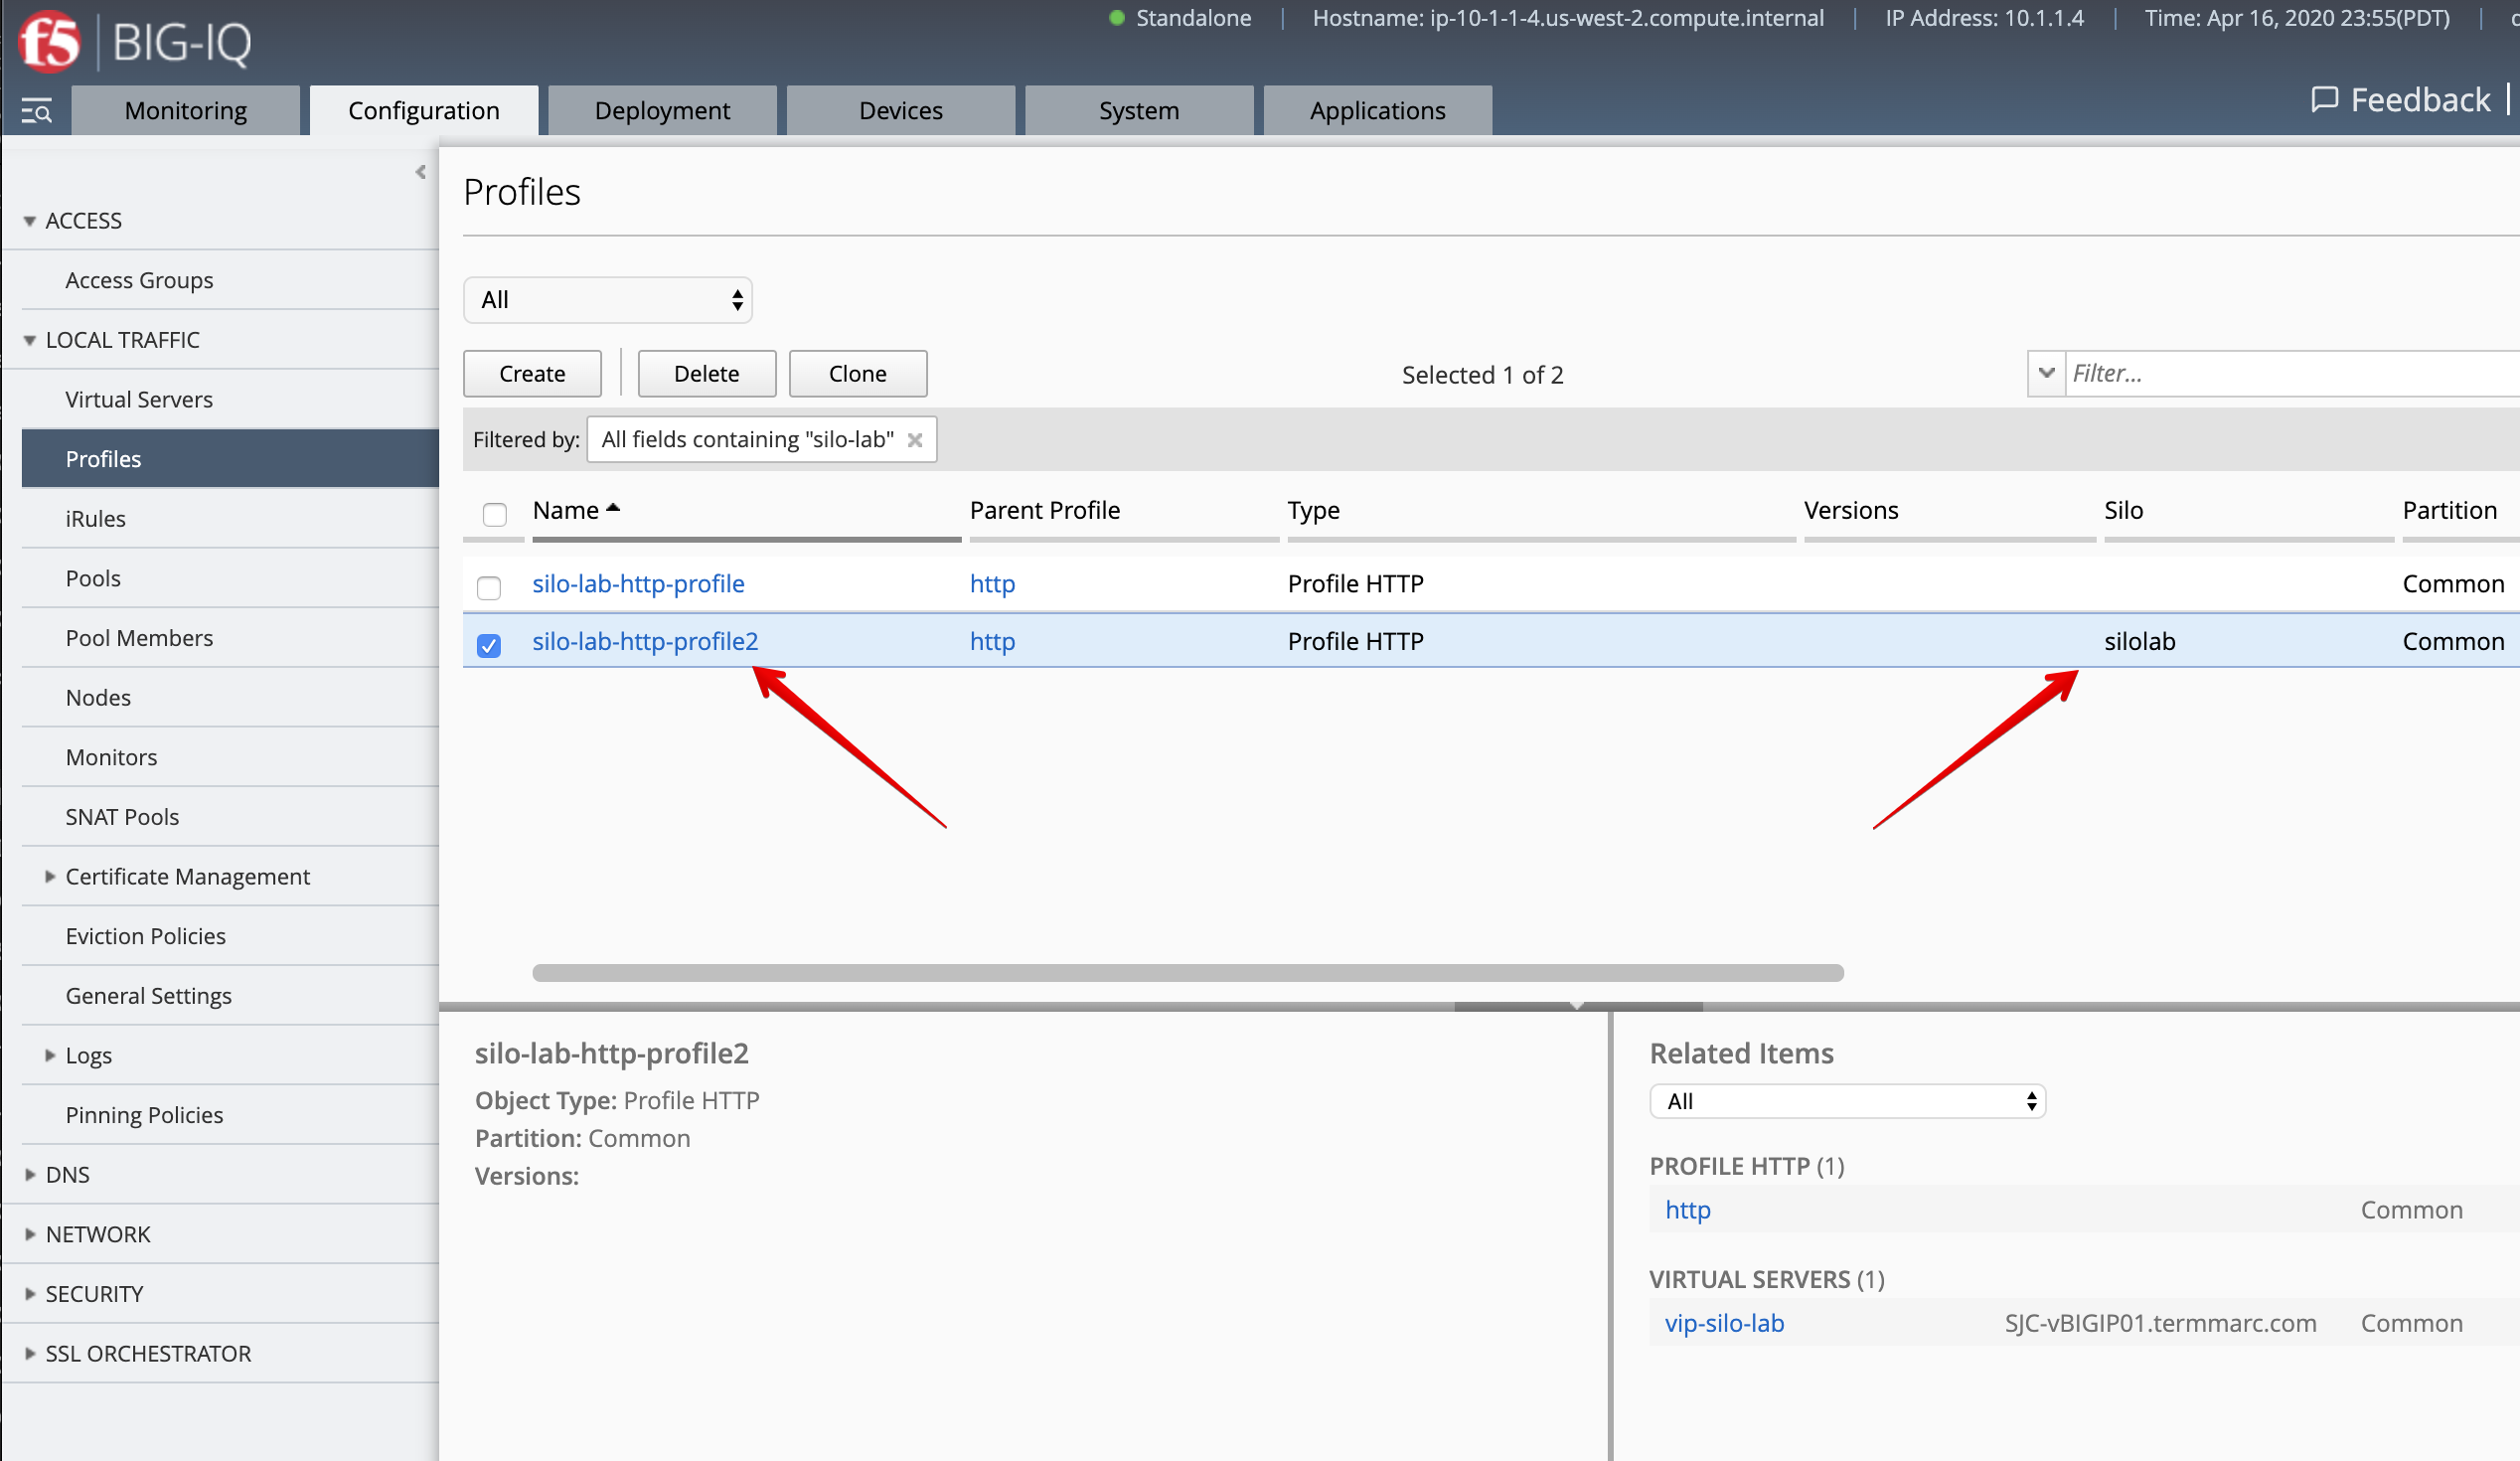 Standalone | Hostname: ip-10-1-1-4.us-west-2.compute.internal | IP Address: 10.1.1.4 | Time: Apr 16, 2020 23:55(PDT) |
f5 BIG-IQ
Monitoring Configuration Deployment Devices System Applications
Feedback
ACCESS
Access Groups
LOCAL TRAFFIC
Virtual Servers
Profiles
iRules
Pools
Pool Members
Nodes
Monitors
SNAT Pools
Certificate Management
Eviction Policies
General Settings
Logs
Pinning Policies
DNS
NETWORK
SECURITY
SSL ORCHESTRATOR
Profiles
All
Create Delete Clone Selected 1 of 2 Filter...
Filtered by: All fields containing "silo-lab"
Name Parent Profile Type Versions Silo Partition
silo-lab-http-profile http Profile HTTP Common
silo-lab-http-profile2 http Profile HTTP silolab Common
silo-lab-http-profile2
Object Type: Profile HTTP
Partition: Common
Versions:
Related Items
All
PROFILE HTTP (1)
http Common
VIRTUAL SERVERS (1)
vip-silo-lab SJC-vBIGIP01.termmarc.com Common